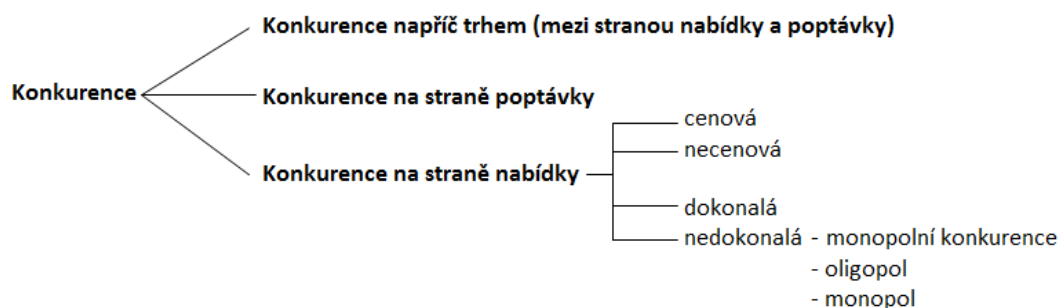 Konkurence napříč trhem (mezi stranou nabídky a poptávky)
Konkurence
Konkurence na straně poptávky
cenová
necenová
Konkurence na straně nabídky
dokonalá
nedokonalá - monopolní konkurence
- oligopol
- monopol